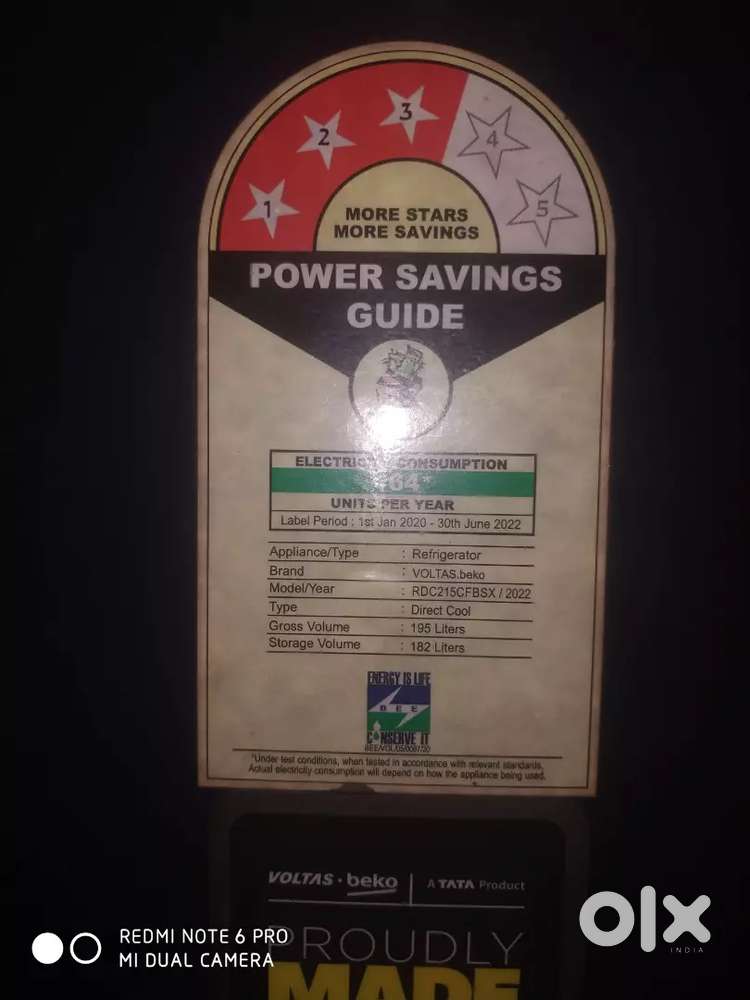 1
2
3
4
5
MORE STARS
MORE SAVINGS
POWER SAVINGS
GUIDE
CONSUMPTION
UNITS PER YEAR
Label Period : 1st Jan 2020 - 30th June 2022
Appliance/Type : Refrigerator
Brand : VOLTAS.beko
Model/Year : RDC215CFBSX / 2022
Type : Direct Cool
Gross Volume : 195 Liters
Storage Volume : 182 Liters
ENERGY IS LIFE
BEE
CONSERVE IT
*Under test conditions, when tested in accordance with relevant standards,
Actual electricity consumption will depend on how the appliance being used.
VOLTAS · beko | A TATA Product
PROUDLY
MADE
REDMI NOTE 6 PRO
MI DUAL CAMERA
olx
INDIA